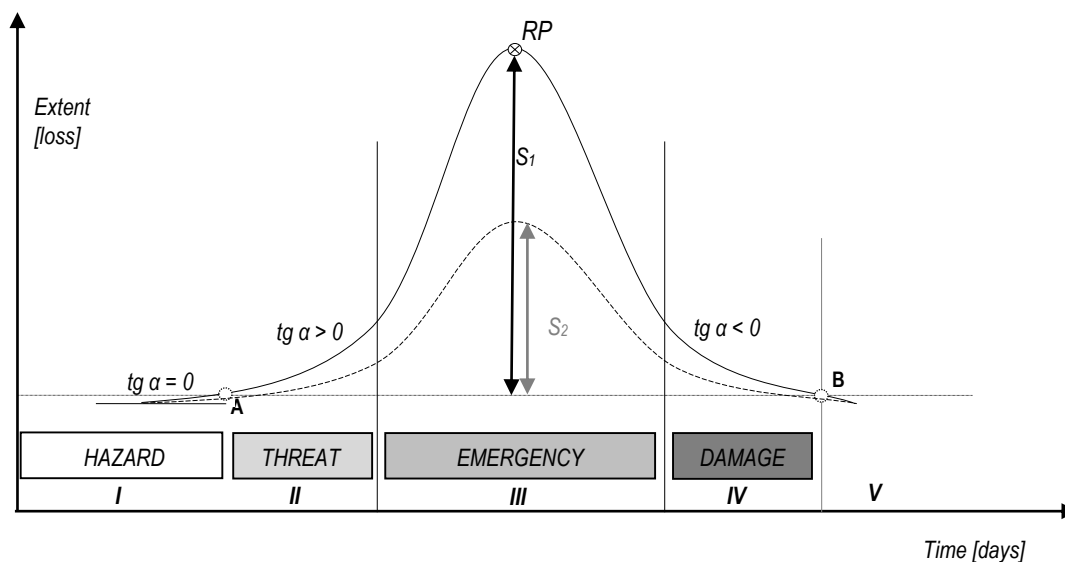 RP
Extent
[loss]
S1
S2
tg α > 0
tg α < 0
tg α = 0
A
B
HAZARD
THREAT
EMERGENCY
DAMAGE
I
II
III
IV
V
Time [days]